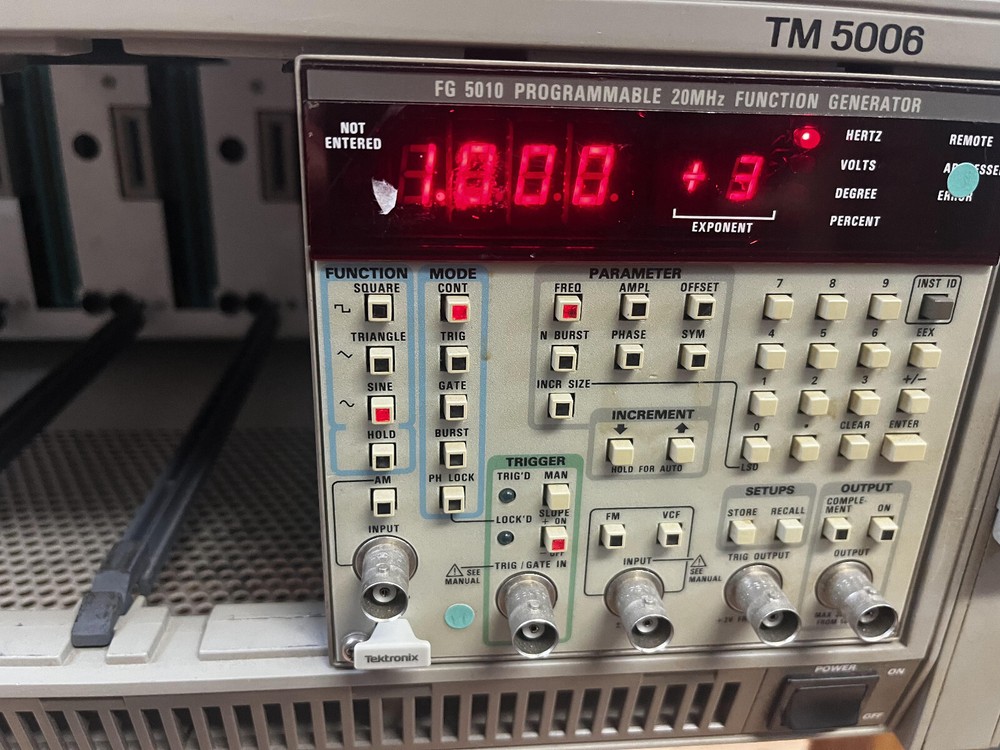 TM 5006
FG 5010 PROGRAMMABLE 20MHz FUNCTION GENERATOR
NOT
ENTERED
1.000
+3
EXPONENT
HERTZ
VOLTS
DEGREE
PERCENT
REMOTE
FUNCTION
SQUARE
TRIANGLE
SINE
HOLD
AM
INPUT
MODE
CONT
TRIG
GATE
BURST
PH LOCK
PARAMETER
FREQ
AMPL
OFFSET
N BURST
PHASE
SYM
INCR SIZE
INCREMENT
HOLD FOR AUTO
7
8
9
INST ID
4
5
6
EEX
1
2
3
+/−
0
.
CLEAR
ENTER
LSD
TRIGGER
TRIG'D
MAN
LOCK'D
SLOPE
+ ON
− OFF
TRIG/GATE IN
SEE
MANUAL
FM
VCF
INPUT
SEE
MANUAL
SETUPS
STORE
RECALL
TRIG OUTPUT
OUTPUT
COMPLE-
MENT
ON
OUTPUT
Tektronix
POWER
ON
OFF